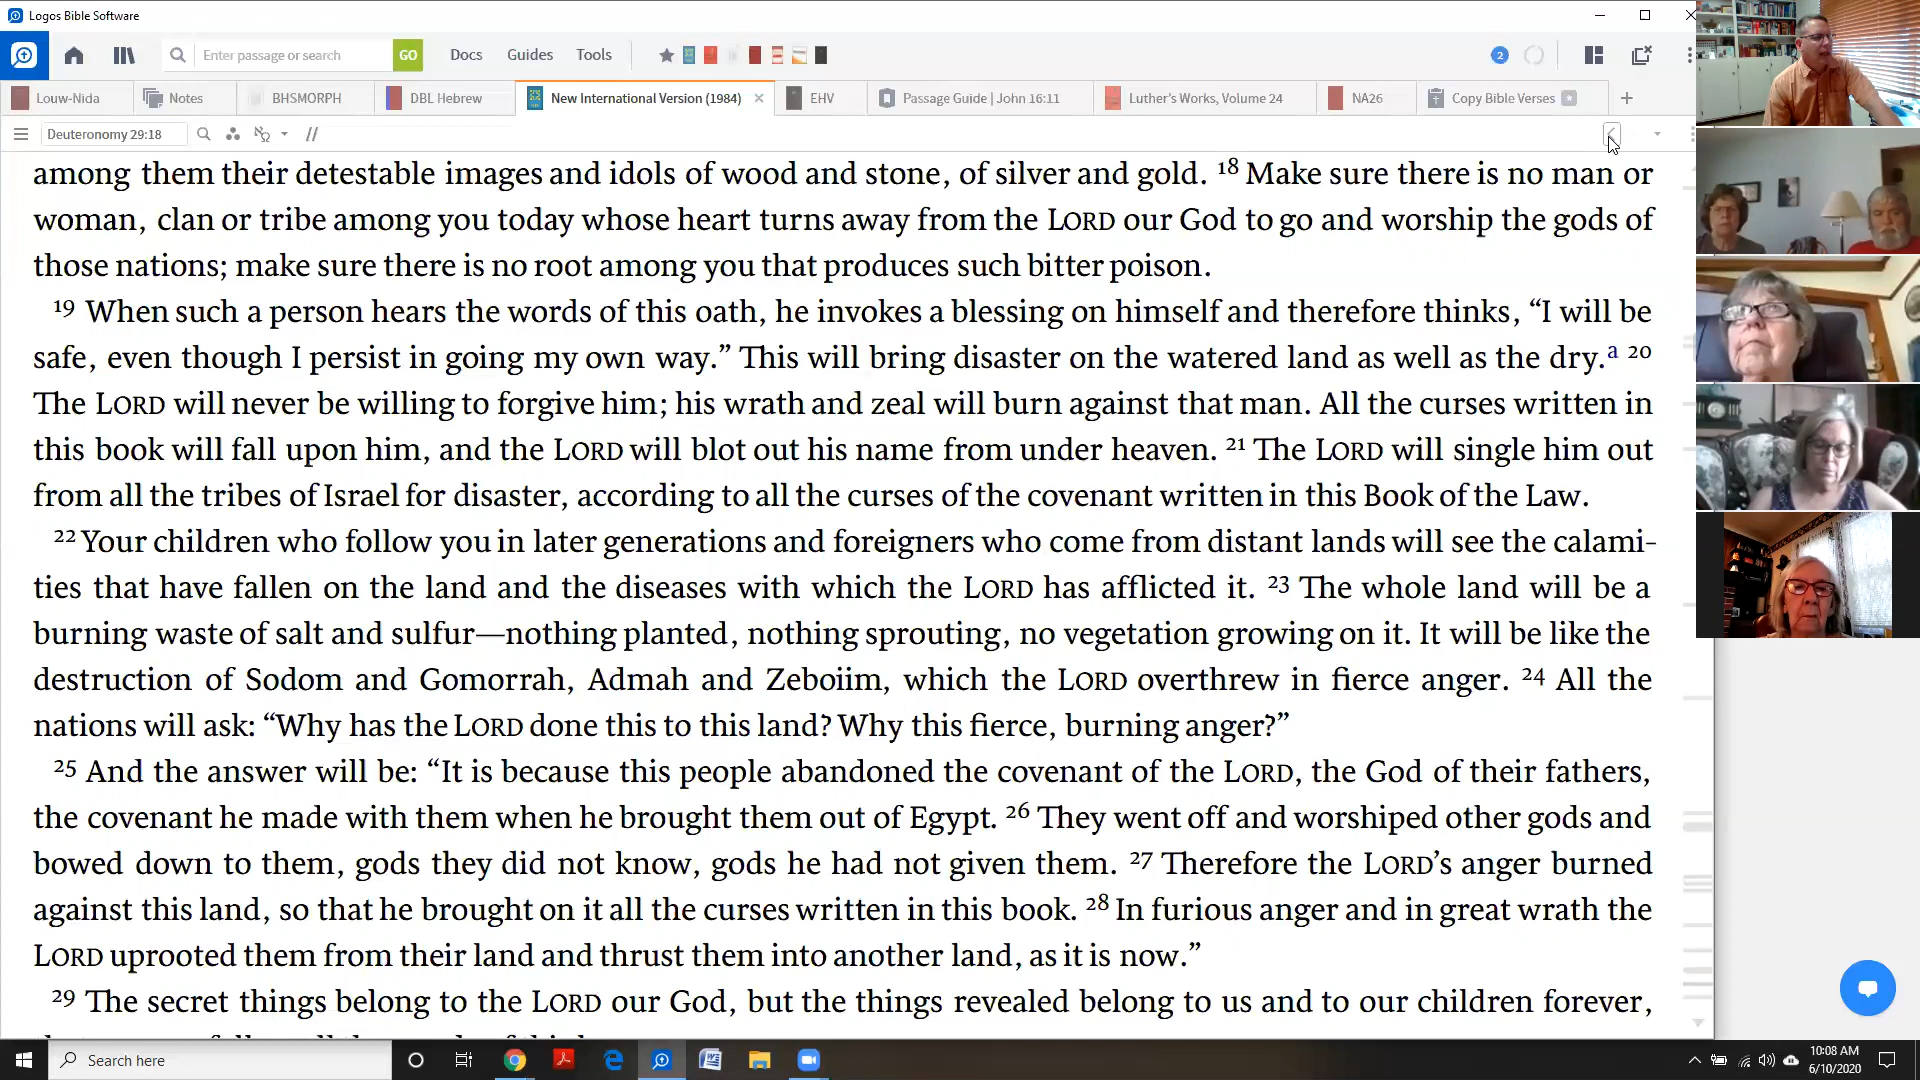 Logos Bible Software
Enter passage or search
GO
Docs
Guides
Tools
2
Louw-Nida
Notes
BHSMORPH
DBL Hebrew
New International Version (1984)
EHV
Passage Guide | John 16:11
Luther's Works, Volume 24
NA26
Copy Bible Verses
Deuteronomy 29:18
among them their detestable images and idols of wood and stone, of silver and gold. 18 Make sure there is no man or
woman, clan or tribe among you today whose heart turns away from the LORD our God to go and worship the gods of
those nations; make sure there is no root among you that produces such bitter poison.
19 When such a person hears the words of this oath, he invokes a blessing on himself and therefore thinks, “I will be
safe, even though I persist in going my own way.” This will bring disaster on the watered land as well as the dry.a 20
The LORD will never be willing to forgive him; his wrath and zeal will burn against that man. All the curses written in
this book will fall upon him, and the LORD will blot out his name from under heaven. 21 The LORD will single him out
from all the tribes of Israel for disaster, according to all the curses of the covenant written in this Book of the Law.
22 Your children who follow you in later generations and foreigners who come from distant lands will see the calami-
ties that have fallen on the land and the diseases with which the LORD has afflicted it. 23 The whole land will be a
burning waste of salt and sulfur—nothing planted, nothing sprouting, no vegetation growing on it. It will be like the
destruction of Sodom and Gomorrah, Admah and Zeboiim, which the LORD overthrew in fierce anger. 24 All the
nations will ask: “Why has the LORD done this to this land? Why this fierce, burning anger?”
25 And the answer will be: “It is because this people abandoned the covenant of the LORD, the God of their fathers,
the covenant he made with them when he brought them out of Egypt. 26 They went off and worshiped other gods and
bowed down to them, gods they did not know, gods he had not given them. 27 Therefore the LORD’s anger burned
against this land, so that he brought on it all the curses written in this book. 28 In furious anger and in great wrath the
LORD uprooted them from their land and thrust them into another land, as it is now.”
29 The secret things belong to the LORD our God, but the things revealed belong to us and to our children forever,
Search here
10:08 AM
6/10/2020